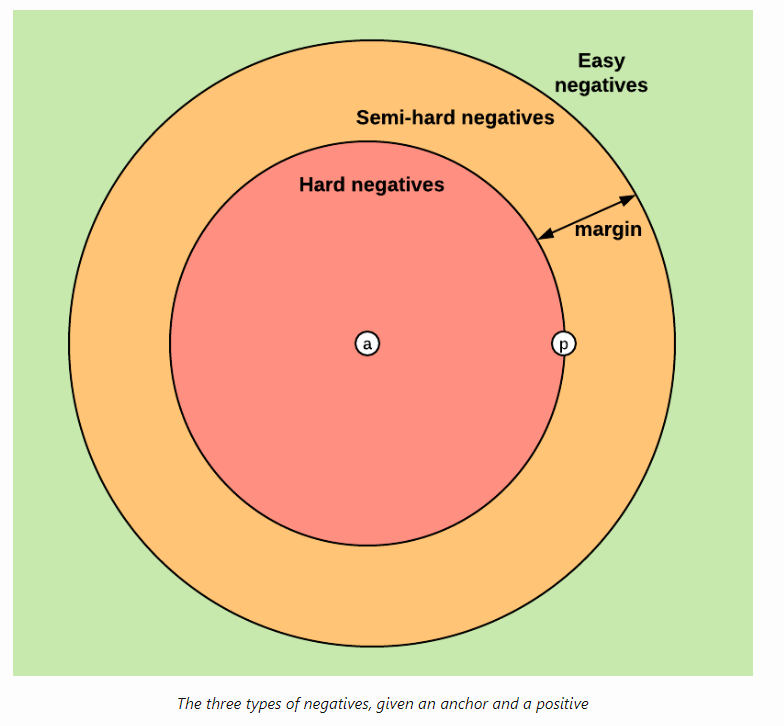 Easy
negatives
Semi-hard negatives
Hard negatives
margin
a
p
The three types of negatives, given an anchor and a positive